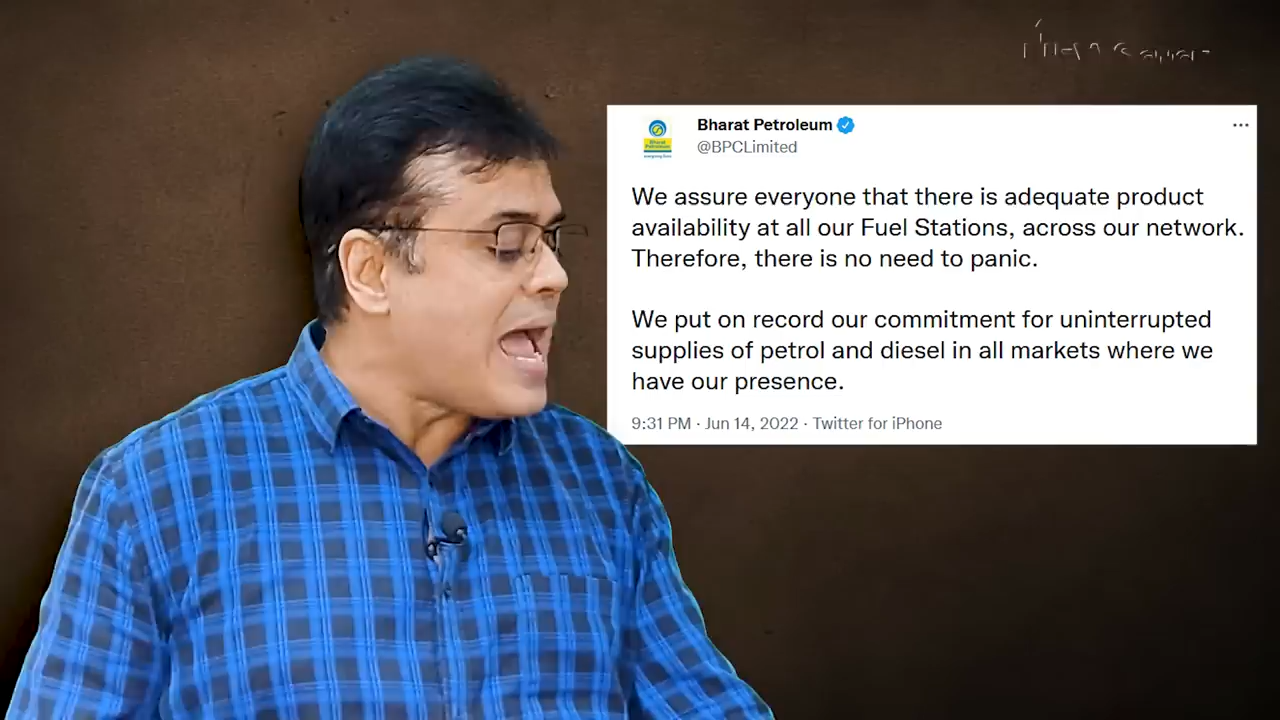 Bharat Petroleum
@BPCLimited
We assure everyone that there is adequate product
availability at all our Fuel Stations, across our network.
Therefore, there is no need to panic.
We put on record our commitment for uninterrupted
supplies of petrol and diesel in all markets where we
have our presence.
9:31 PM · Jun 14, 2022 · Twitter for iPhone